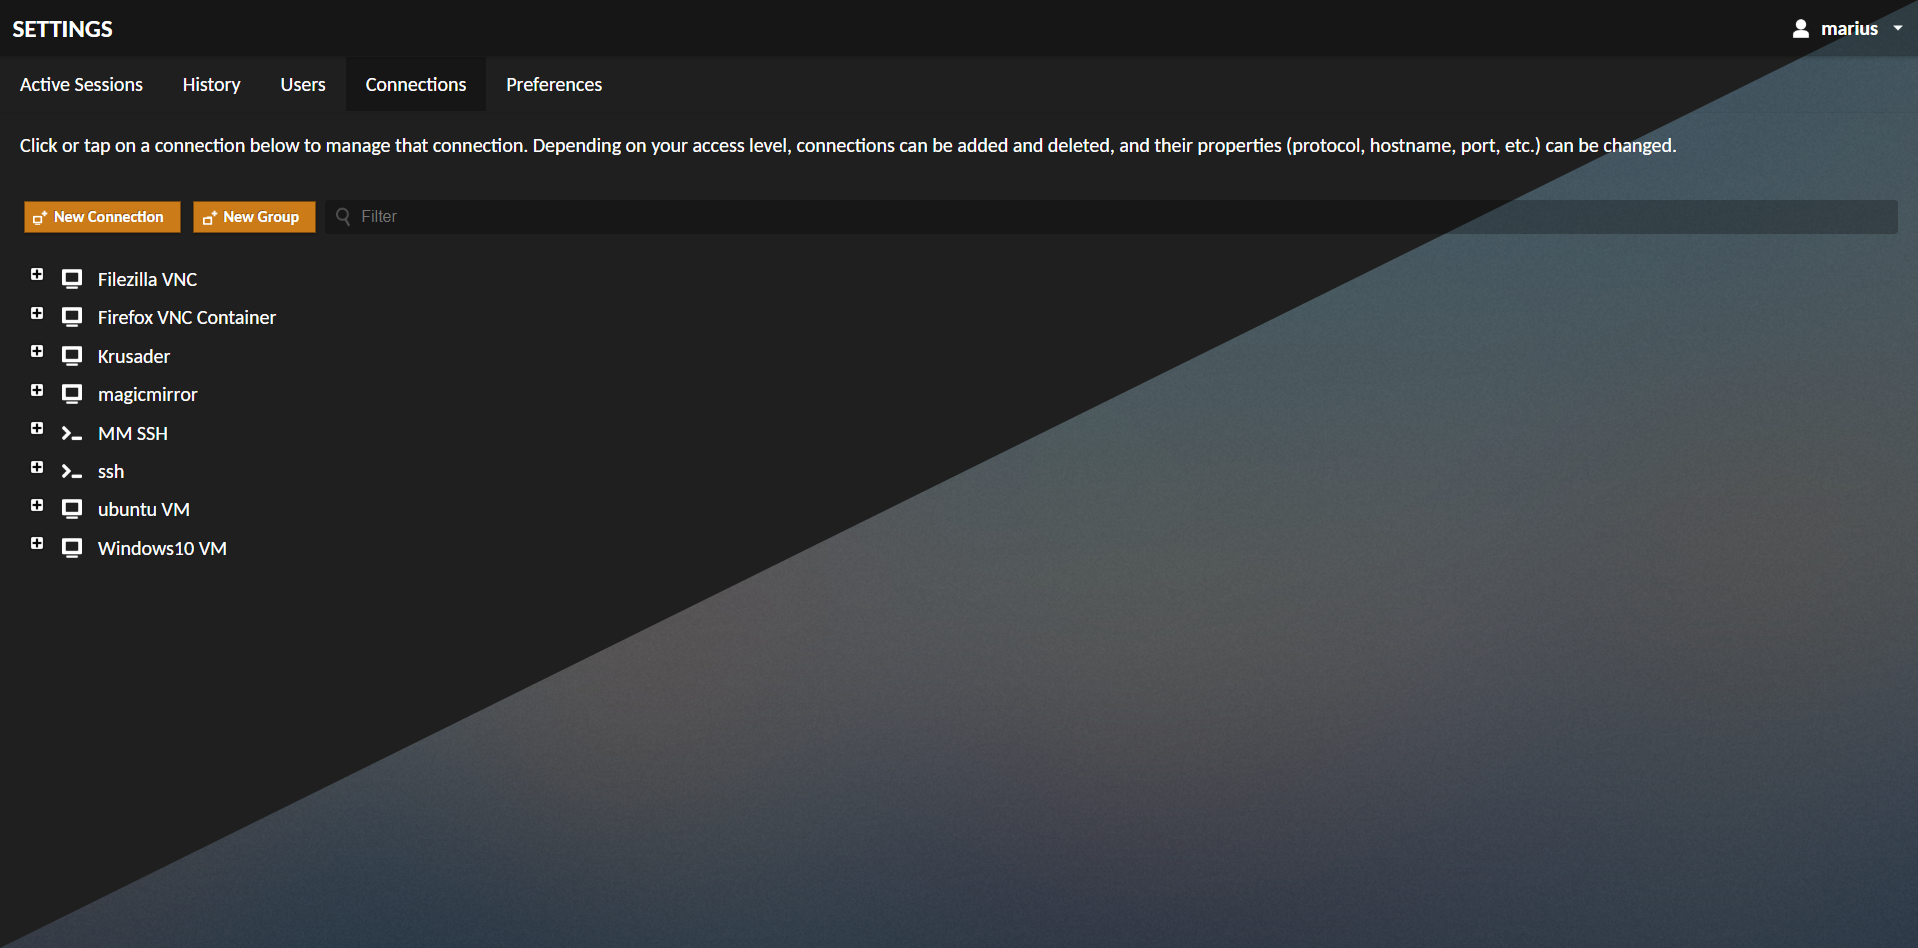 SETTINGS
marius
Active Sessions History Users Connections Preferences
Click or tap on a connection below to manage that connection. Depending on your access level, connections can be added and deleted, and their properties (protocol, hostname, port, etc.) can be changed.
New Connection New Group Filter
Filezilla VNC
Firefox VNC Container
Krusader
magicmirror
MM SSH
ssh
ubuntu VM
Windows10 VM